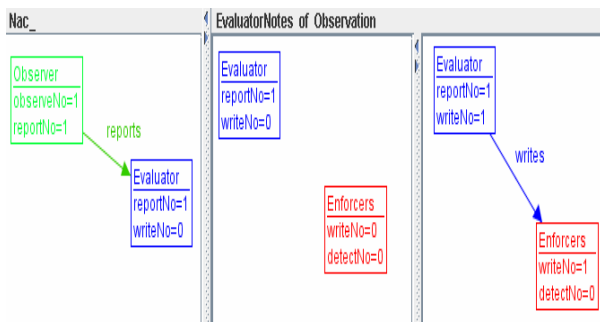 Nac_
Observer
observeNo=1
reportNo=1
reports
Evaluator
reportNo=1
writeNo=0
EvaluatorNotes of Observation
Evaluator
reportNo=1
writeNo=0
Enforcers
writeNo=0
detectNo=0
Evaluator
reportNo=1
writeNo=1
writes
Enforcers
writeNo=1
detectNo=0